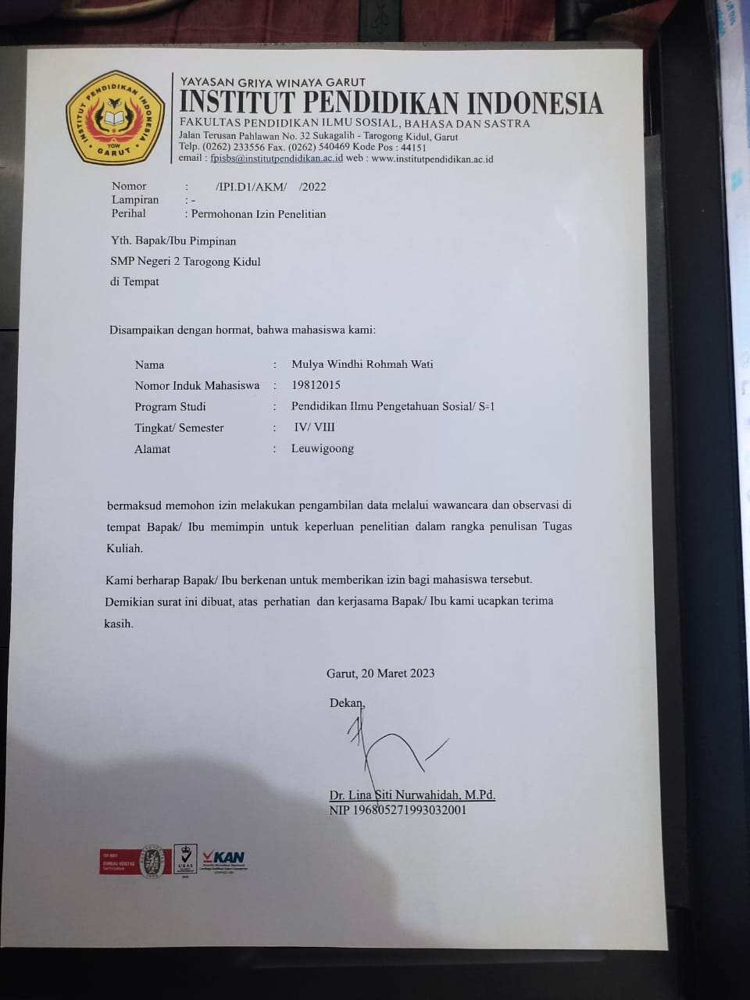 INSTITUT PENDIDIKAN INDONESIA
YGW
GARUT
YAYASAN GRIYA WINAYA GARUT
INSTITUT PENDIDIKAN INDONESIA
FAKULTAS PENDIDIKAN ILMU SOSIAL, BAHASA DAN SASTRA
Jalan Terusan Pahlawan No. 32 Sukagalih - Tarogong Kidul, Garut
Telp. (0262) 233556 Fax. (0262) 540469 Kode Pos : 44151
email : fpisbs@institutpendidikan.ac.id web : www.institutpendidikan.ac.id
Nomor : /IPI.D1/AKM/ /2022
Lampiran : -
Perihal : Permohonan Izin Penelitian
Yth. Bapak/Ibu Pimpinan
SMP Negeri 2 Tarogong Kidul
di Tempat
Disampaikan dengan hormat, bahwa mahasiswa kami:
Nama : Mulya Windhi Rohmah Wati
Nomor Induk Mahasiswa : 19812015
Program Studi : Pendidikan Ilmu Pengetahuan Sosial/ S-1
Tingkat/ Semester : IV/ VIII
Alamat : Leuwigoong
bermaksud memohon izin melakukan pengambilan data melalui wawancara dan observasi di
tempat Bapak/ Ibu memimpin untuk keperluan penelitian dalam rangka penulisan Tugas
Kuliah.
Kami berharap Bapak/ Ibu berkenan untuk memberikan izin bagi mahasiswa tersebut.
Demikian surat ini dibuat, atas perhatian dan kerjasama Bapak/ Ibu kami ucapkan terima
kasih.
Garut, 20 Maret 2023
Dekan,
Dr. Lina Siti Nurwahidah, M.Pd.
NIP 196805271993032001
ISO 9001
BUREAU VERITAS
Certification
UKAS
KAN